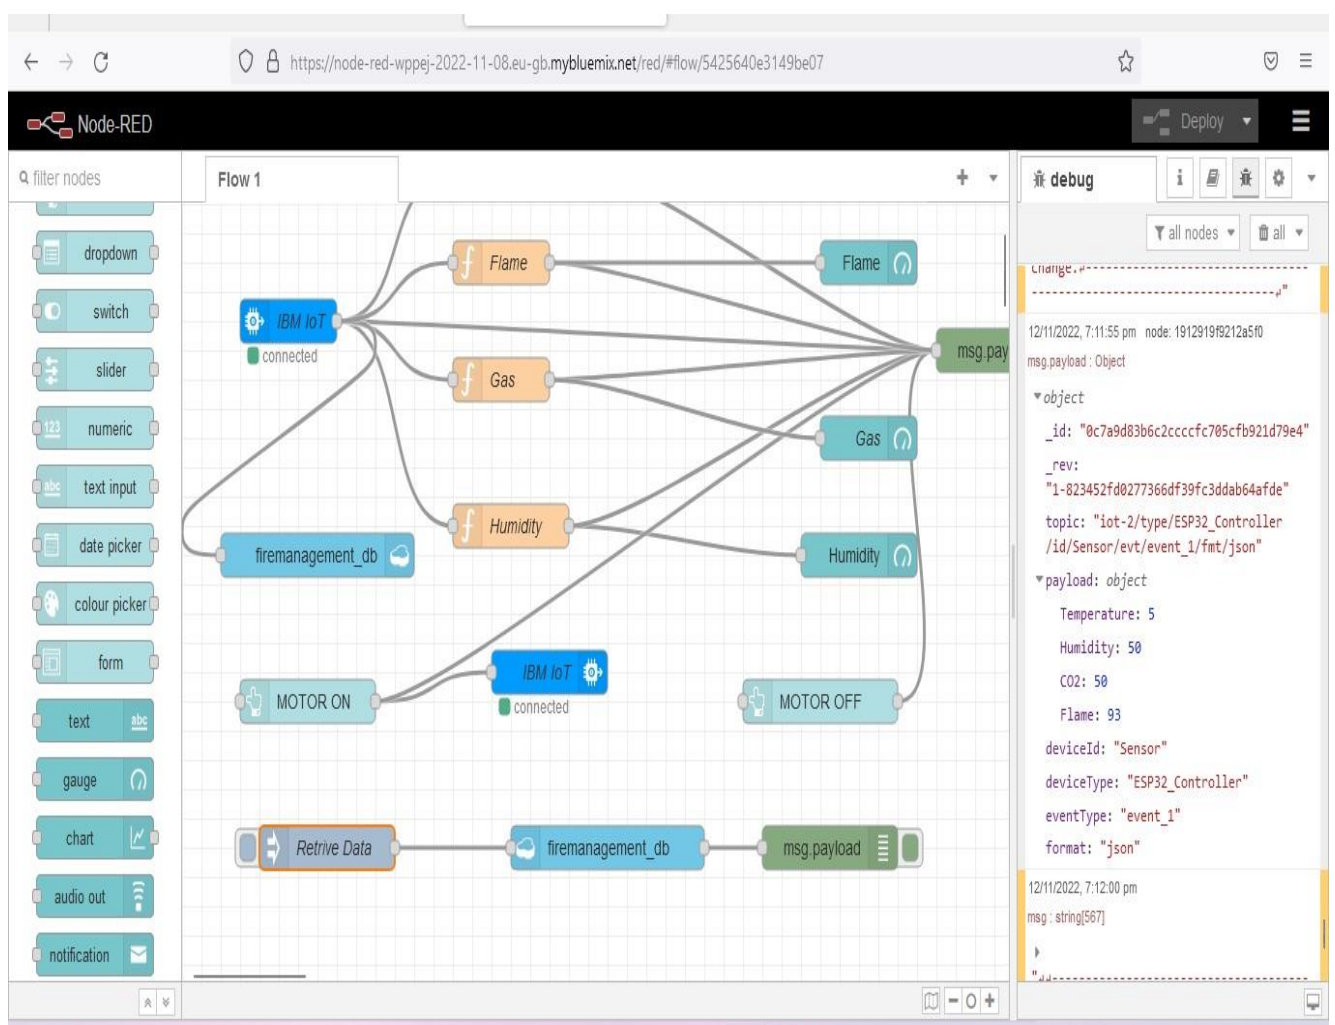 https://node-red-wppej-2022-11-08.eu-gb.mybluemix.net/red/#flow/5425640e3149be07
Node-RED
Deploy
filter nodes
Flow 1
debug
i
all nodes
all
dropdown
switch
slider
123 numeric
abc text input
date picker
colour picker
form
text abc
gauge
chart
audio out
notification
IBM IoT
connected
f Flame
Flame
f Gas
Gas
msg.pay
f Humidity
Humidity
firemanagement_db
MOTOR ON
IBM IoT
connected
MOTOR OFF
Retrive Data
firemanagement_db
msg.payload
change.↵----------------------------------
--------------------------------------↵"
12/11/2022, 7:11:55 pm node: 1912919f9212a5f0
msg.payload : Object
object
_id: "0c7a9d83b6c2ccccfc705cfb921d79e4"
_rev:
"1-823452fd0277366df39fc3ddab64afde"
topic: "iot-2/type/ESP32_Controller
/id/Sensor/evt/event_1/fmt/json"
payload: object
Temperature: 5
Humidity: 50
CO2: 50
Flame: 93
deviceId: "Sensor"
deviceType: "ESP32_Controller"
eventType: "event_1"
format: "json"
12/11/2022, 7:12:00 pm
msg : string[567]